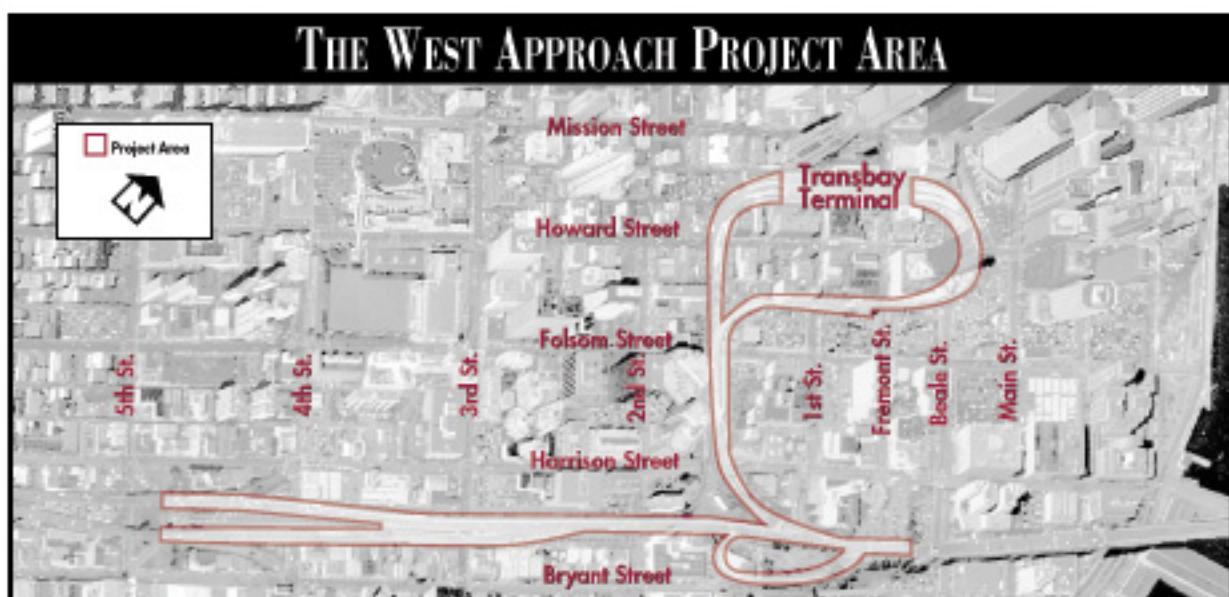 THE WEST APPROACH PROJECT AREA
Project Area
N
Mission Street
Transbay
Terminal
Howard Street
Folsom Street
5th St.
4th St.
3rd St.
2nd St.
1st St.
Fremont St.
Beale St.
Main St.
Harrison Street
Bryant Street